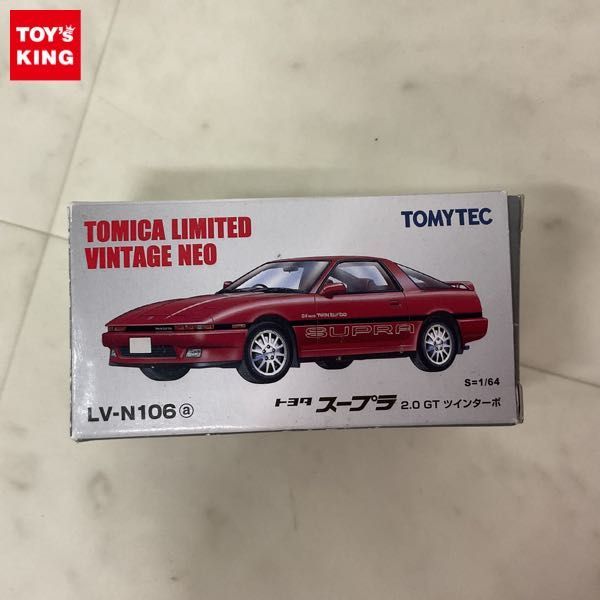 TOY's
KING
TOMICA LIMITED
VINTAGE NEO
TOMYTEC
SUPRA
S=1/64
LV-N106 ⓐ
トヨタ スープラ 2.0 GT ツインターボ